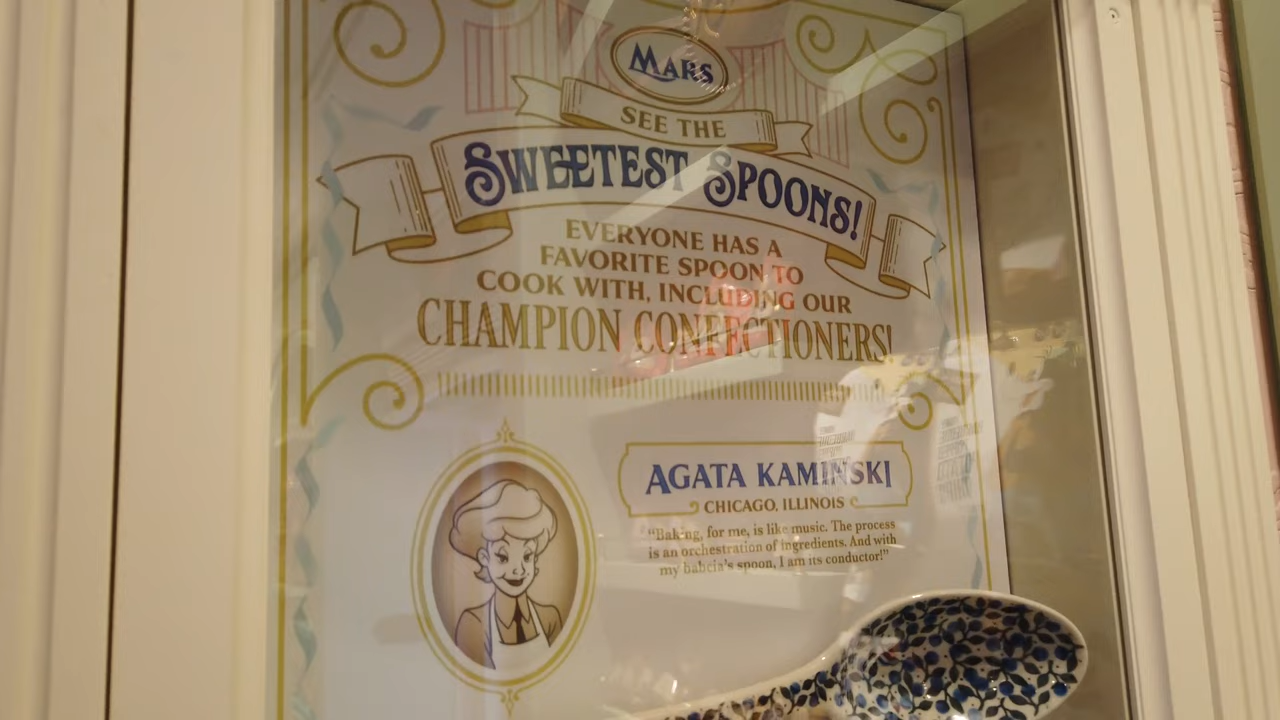 MARS
SEE THE
SWEETEST SPOONS!
EVERYONE HAS A
FAVORITE SPOON TO
COOK WITH, INCLUDING OUR
CHAMPION CONFECTIONERS!
AGATA KAMINSKI
CHICAGO, ILLINOIS
"Baking, for me, is like music. The process
is an orchestration of ingredients. And with
my babcia's spoon, I am its conductor!"